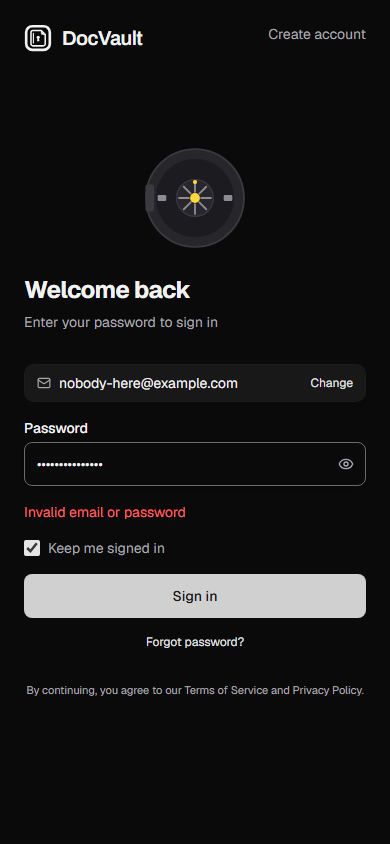 DocVault
Create account
Welcome back
Enter your password to sign in
nobody-here@example.com
Change
Password
•••••••••••••••
Invalid email or password
Keep me signed in
Sign in
Forgot password?
By continuing, you agree to our Terms of Service and Privacy Policy.